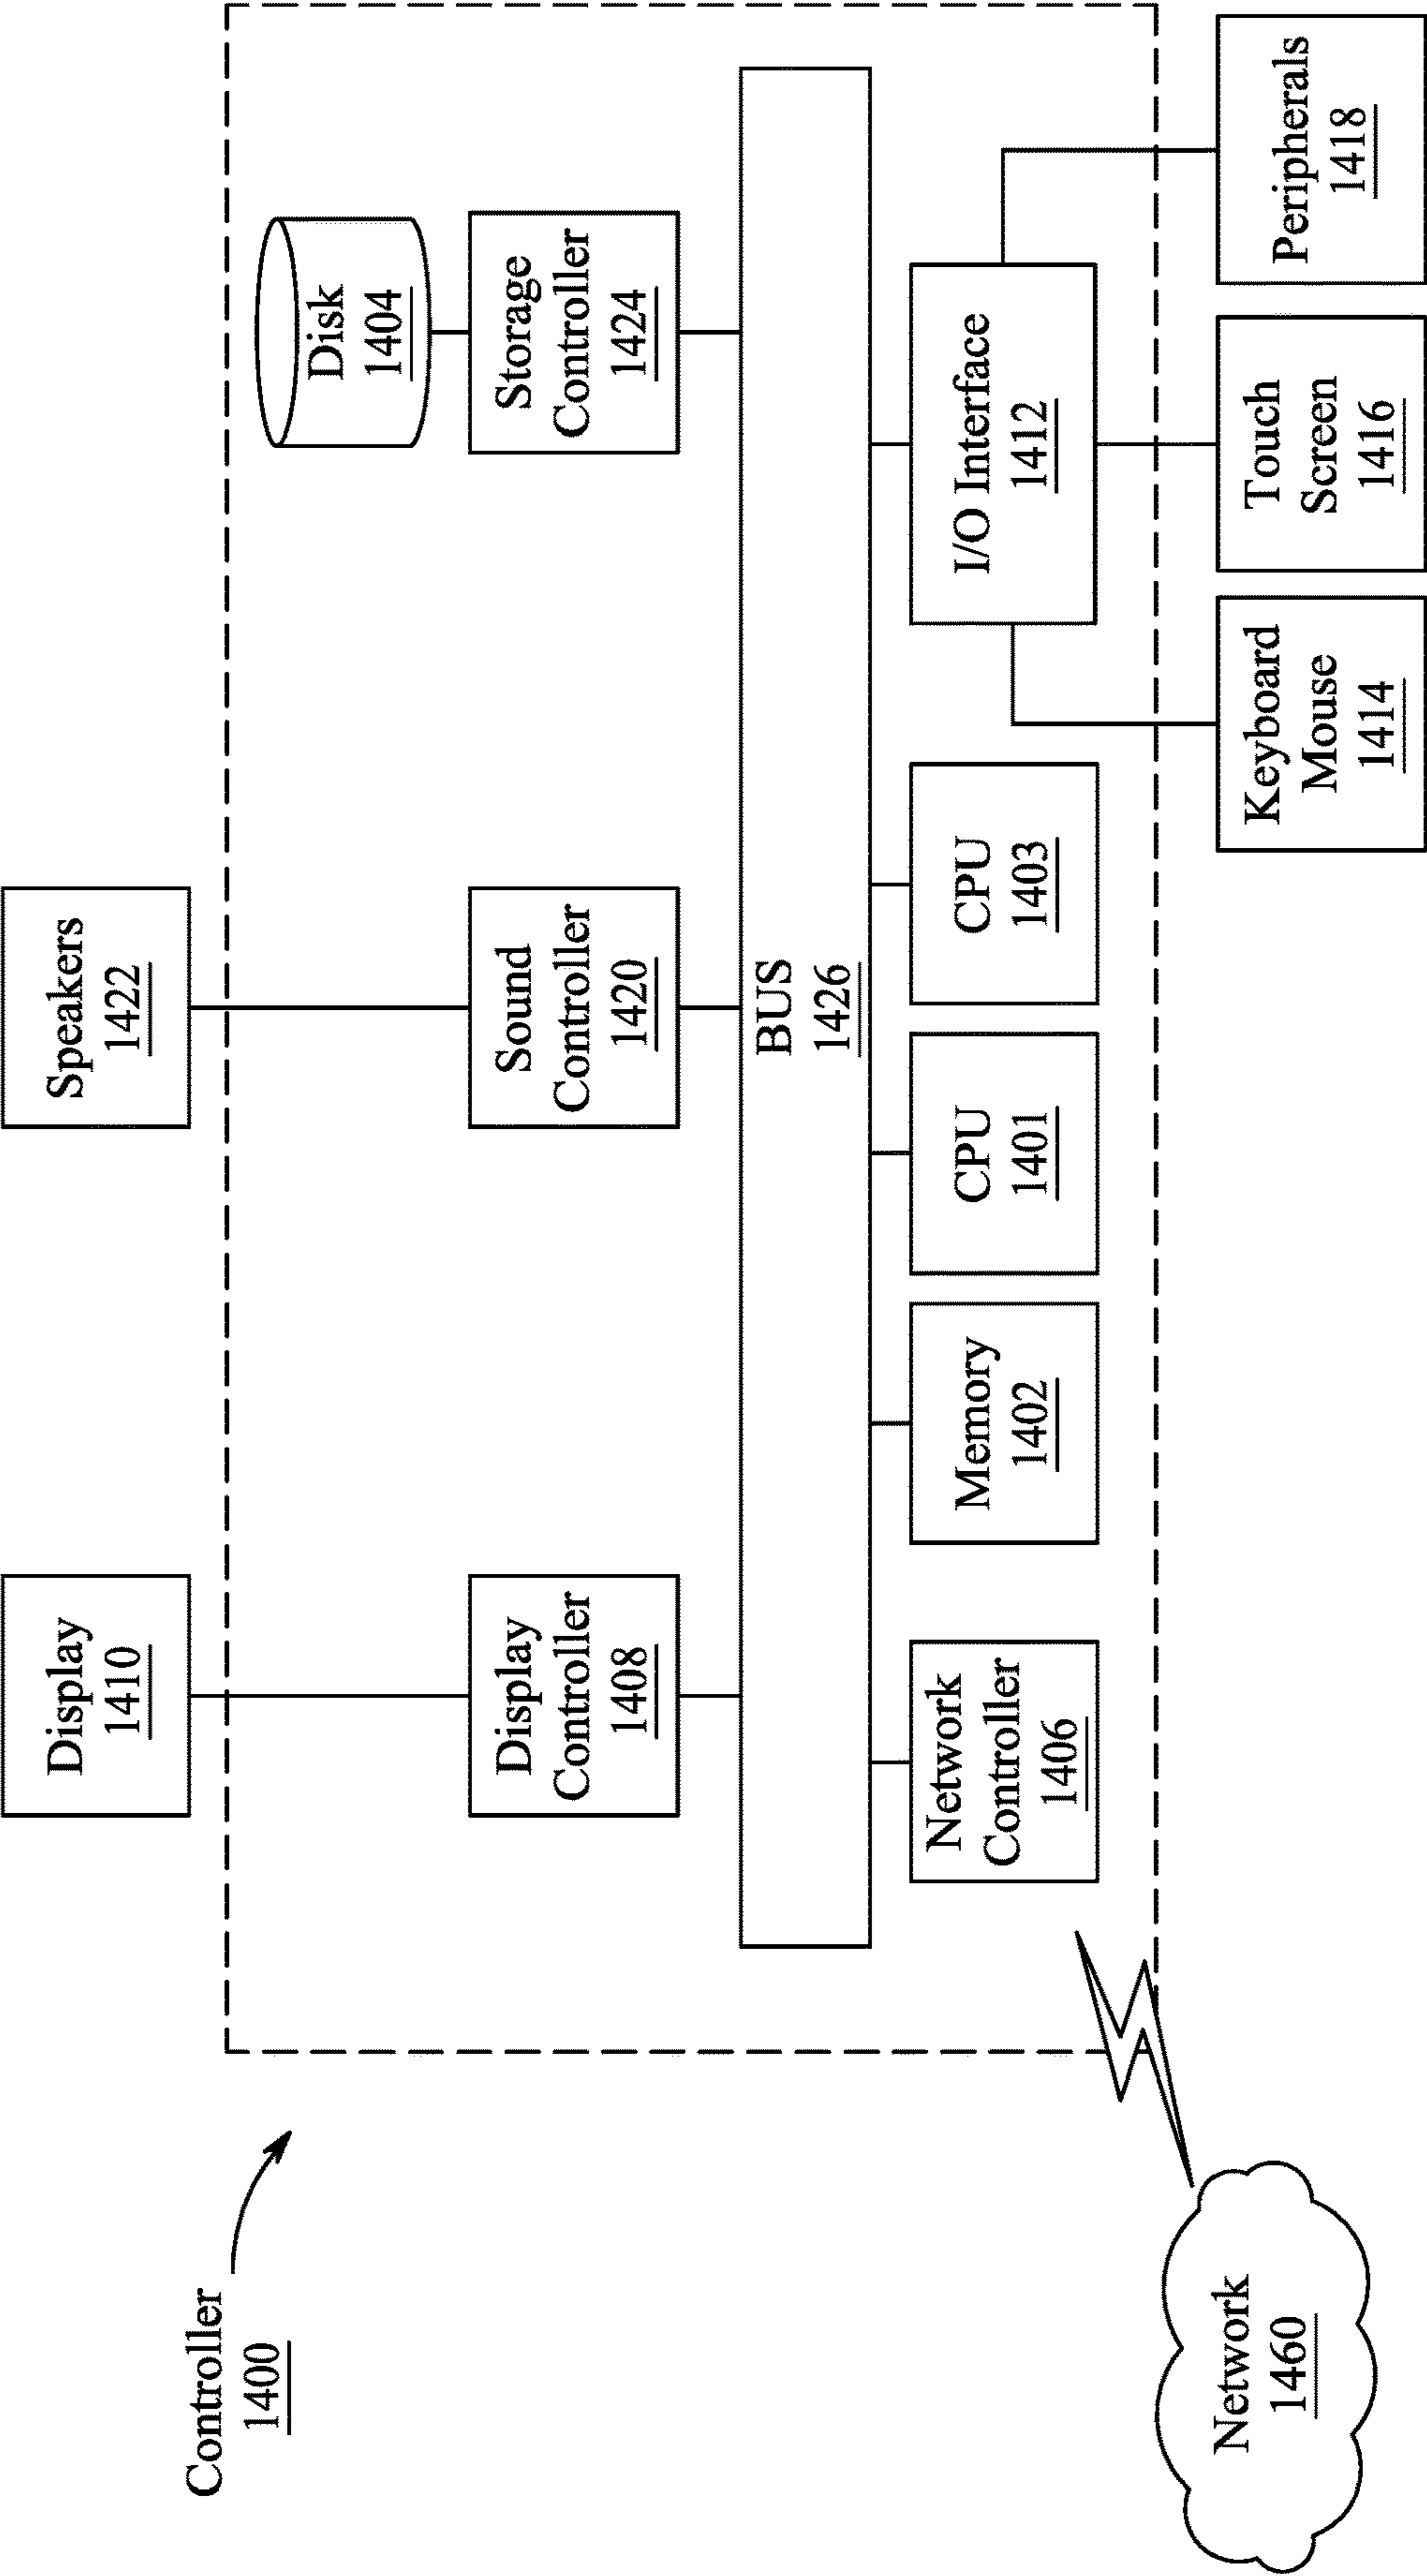 Controller
1400
Display
1410
Speakers
1422
Disk
1404
Display
Controller
1408
Sound
Controller
1420
Storage
Controller
1424
BUS
1426
Network
Controller
1406
Memory
1402
CPU
1401
CPU
1403
I/O Interface
1412
Network
1460
Keyboard
Mouse
1414
Touch
Screen
1416
Peripherals
1418